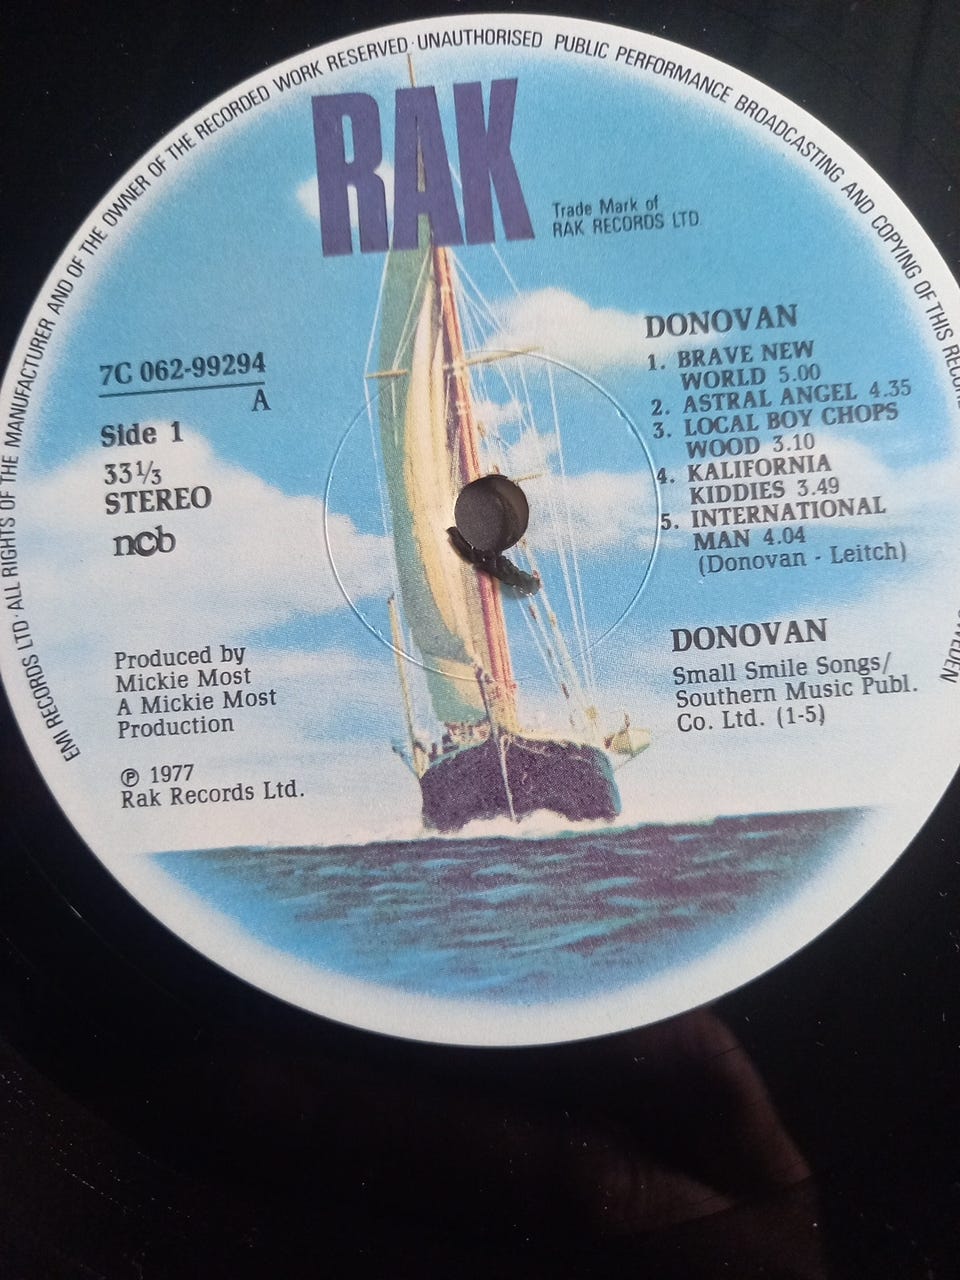 EMI RECORDS LTD · ALL RIGHTS OF THE MANUFACTURER AND OF THE OWNER OF THE RECORDED WORK RESERVED · UNAUTHORISED PUBLIC PERFORMANCE BROADCASTING AND COPYING OF THIS RECORD
RAK
Trade Mark of
RAK RECORDS LTD.
7C 062-99294
A
Side 1
33 1/3
STEREO
ncb
Produced by
Mickie Most
A Mickie Most
Production
℗ 1977
Rak Records Ltd.
DONOVAN
1. BRAVE NEW
WORLD 5.00
2. ASTRAL ANGEL 4.35
3. LOCAL BOY CHOPS
WOOD 3.10
4. KALIFORNIA
KIDDIES 3.49
5. INTERNATIONAL
MAN 4.04
(Donovan - Leitch)
DONOVAN
Small Smile Songs/
Southern Music Publ.
Co. Ltd. (1-5)